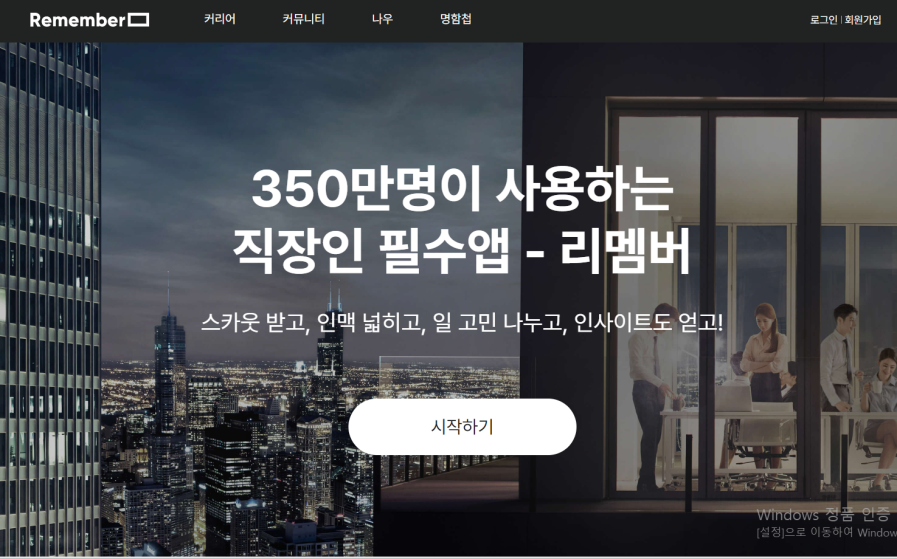 Remember
커리어 커뮤니티 나우 명함첩 로그인 | 회원가입
350만명이 사용하는
직장인 필수앱 - 리멤버
스카웃 받고, 인맥 넓히고, 일 고민 나누고, 인사이트도 얻고!
시작하기
Windows 정품 인증
[설정]으로 이동하여 Window